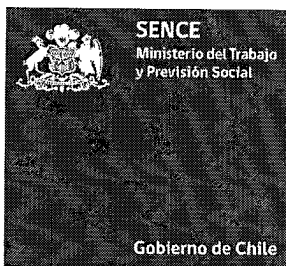 SENCE
Ministerio del Trabajo
y Previsión Social
Gobierno de Chile